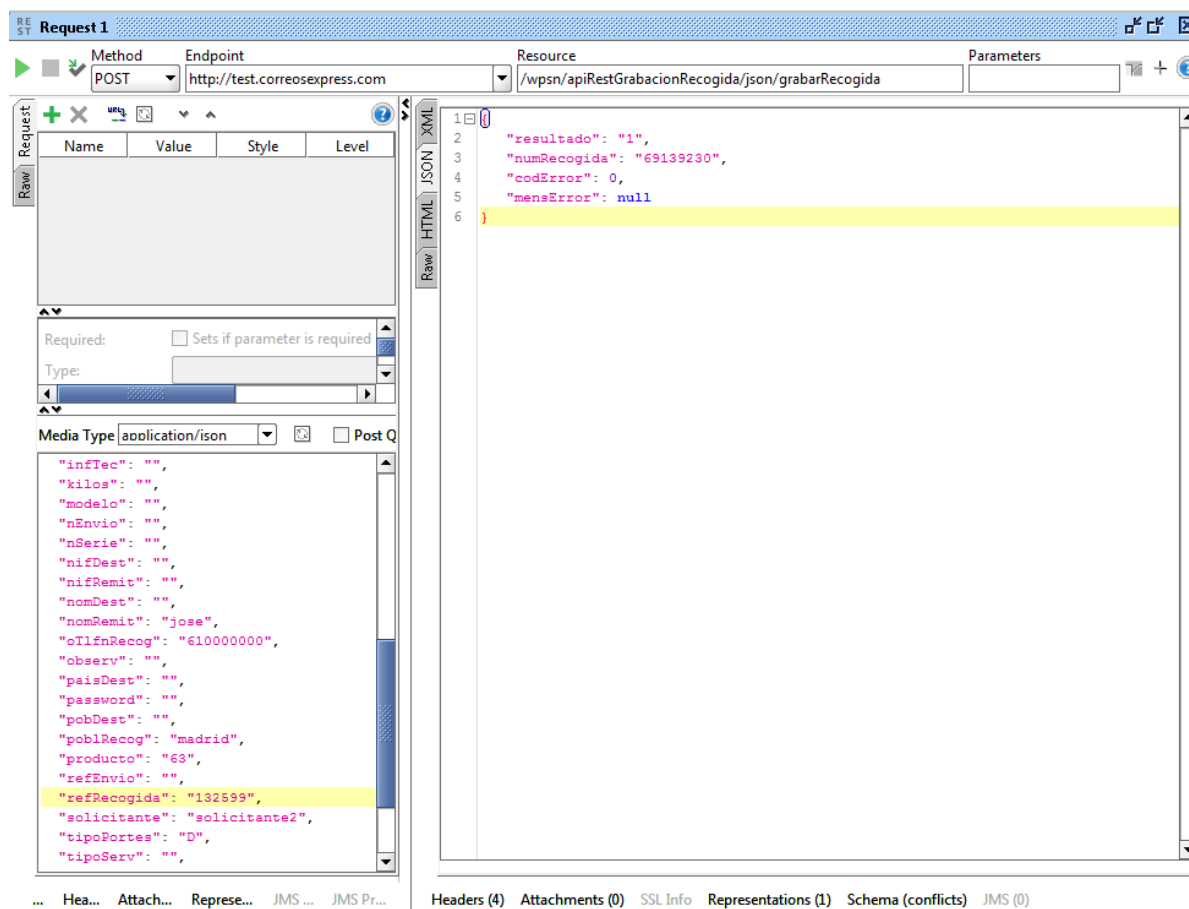 REST Request 1
Method Endpoint Resource Parameters
POST http://test.correosexpress.com /wpsn/apiRestGrabacionRecogida/json/grabarRecogida
Request
Raw
Name Value Style Level
Required: Sets if parameter is required
Type:
Media Type application/json Post Q
"infTec": "",
"kilos": "",
"modelo": "",
"nEnvio": "",
"nSerie": "",
"nifDest": "",
"nifRemit": "",
"nomDest": "",
"nomRemit": "jose",
"oTlfnRecog": "610000000",
"observ": "",
"paisDest": "",
"password": "",
"pobDest": "",
"poblRecog": "madrid",
"producto": "63",
"refEnvio": "",
"refRecogida": "132599",
"solicitante": "solicitante2",
"tipoPortes": "D",
"tipoServ": "",
... Hea... Attach... Represe... JMS ... JMS Pr...
XML
JSON
HTML
Raw
1 {
2 "resultado": "1",
3 "numRecogida": "69139230",
4 "codError": 0,
5 "mensError": null
6 }
Headers (4) Attachments (0) SSL Info Representations (1) Schema (conflicts) JMS (0)